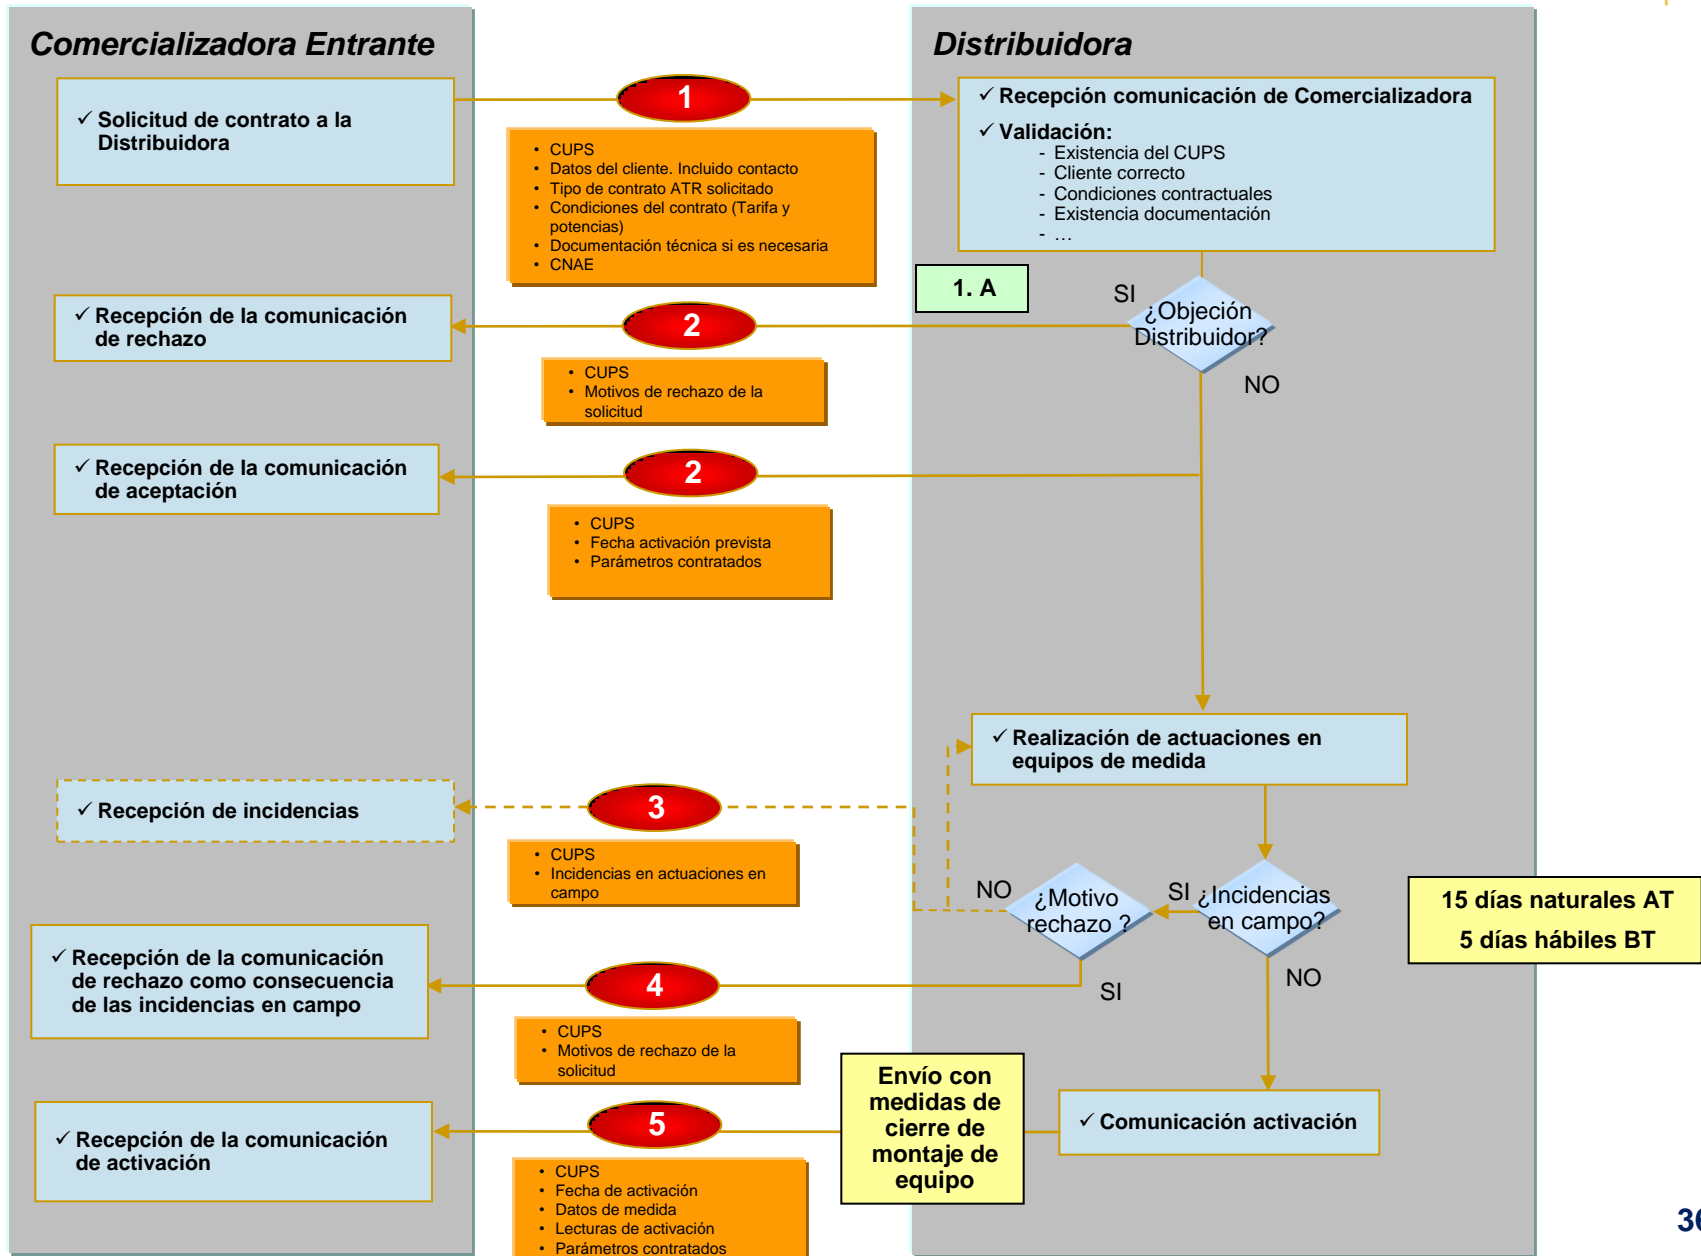 Comercializadora Entrante
Distribuidora
✓ Solicitud de contrato a la
Distribuidora
1
• CUPS
• Datos del cliente. Incluido contacto
• Tipo de contrato ATR solicitado
• Condiciones del contrato (Tarifa y
potencias)
• Documentación técnica si es necesaria
• CNAE
✓ Recepción comunicación de Comercializadora
✓ Validación:
- Existencia del CUPS
- Cliente correcto
- Condiciones contractuales
- Existencia documentación
- ...
1. A
SI
¿Objeción
Distribuidor?
NO
✓ Recepción de la comunicación
de rechazo
2
• CUPS
• Motivos de rechazo de la
solicitud
✓ Recepción de la comunicación
de aceptación
2
• CUPS
• Fecha activación prevista
• Parámetros contratados
✓ Realización de actuaciones en
equipos de medida
✓ Recepción de incidencias
3
• CUPS
• Incidencias en actuaciones en
campo
NO
¿Motivo
rechazo ?
SI
SI
¿Incidencias
en campo?
NO
15 días naturales AT
5 días hábiles BT
✓ Recepción de la comunicación
de rechazo como consecuencia
de las incidencias en campo
4
• CUPS
• Motivos de rechazo de la
solicitud
Envío con
medidas de
cierre de
montaje de
equipo
✓ Comunicación activación
✓ Recepción de la comunicación
de activación
5
• CUPS
• Fecha de activación
• Datos de medida
• Lecturas de activación
• Parámetros contratados
36